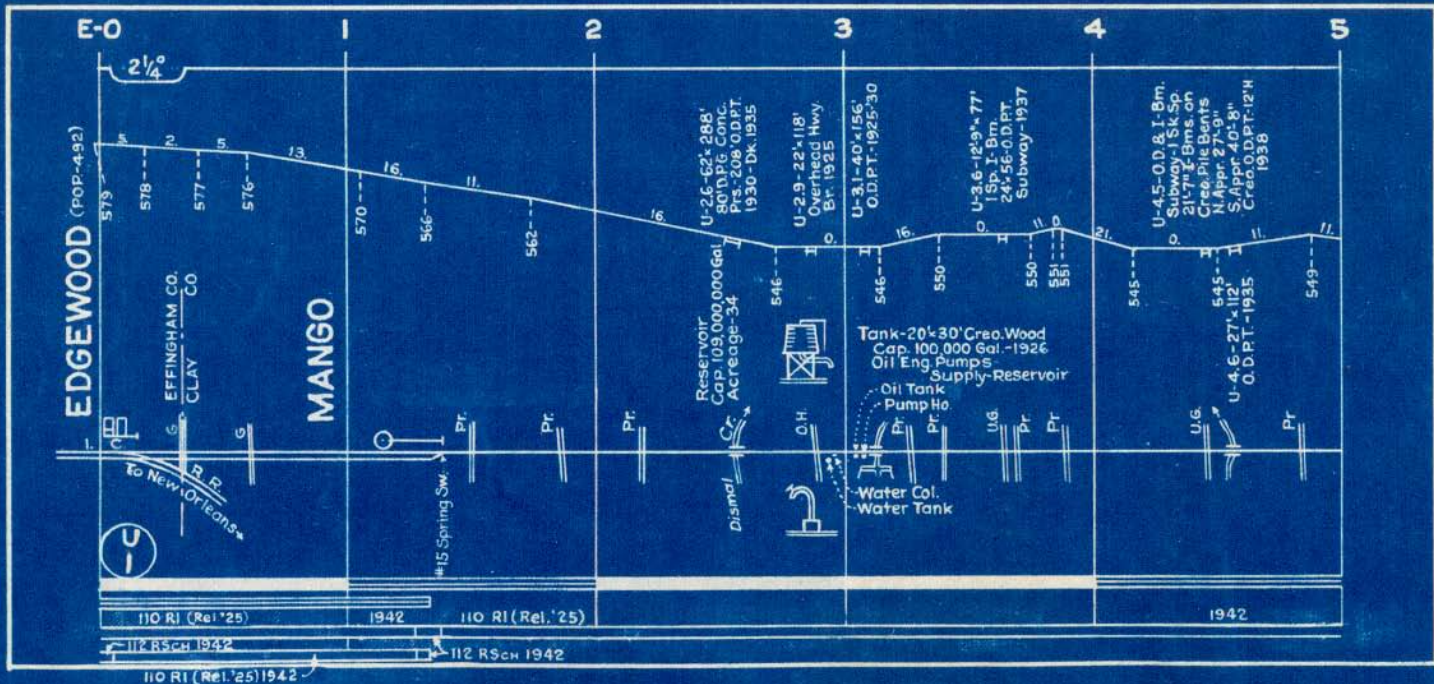 E-0 1 2 3 4 5
2¼°
EDGEWOOD (POP.-4-92)
2. 5. 13. 16. 11. 16. 0. 16. 0. 11. 0. 21. 0. 11. 11.
579
578
577
576
570
566
562
546
546
550
550
551
551
545
545
549
U-2.6-62'×288'
80' D.P.G. Conc.
Prs. 208' O.D.P.T.
1930-Dk.1935
U-2.9-22'×118'
Overhead Hwy.
Br. 1925
U-3.1-40'×156'
O.D.P.T.-1925-'30
U-3.6-12'-9"×77'
1 Sp. I-Bm.
24'×56-O.D.P.T.
Subway-1937
U-4.5-O.D.& I-Bm.
Subway-1 5k Sp.
21'-7" I-Bms. on
Creo. Pile Bents
N. Appr. 27'-9"
S. Appr. 40'-8"
Creo. O.D.P.T-12'H
1938
U-4.6-27'×112'
O.D.P.T.-1935
EFFINGHAM CO.
CLAY CO
MANGO
Reservoir
Cap. 109,000,000 Gal.
Acreage-34
Tank-20'×30' Creo. Wood
Cap. 100,000 Gal.-1926
Oil Eng. Pumps
Supply-Reservoir
Oil Tank
Pump Ho.
1. C G G Pr. Pr. Pr. Cr. O.H. Pr. Pr. U.G. Pr. Pr. U.G. Pr
R. R
To New Orleans
#15 Spring Sw.
Dismal
Water Col.
Water Tank
U
1
110 RI (Rel. '25) 1942 110 RI (Rel. '25) 1942
112 RSCH 1942
112 RSCH 1942
110 RI (Rel. '25) 1942